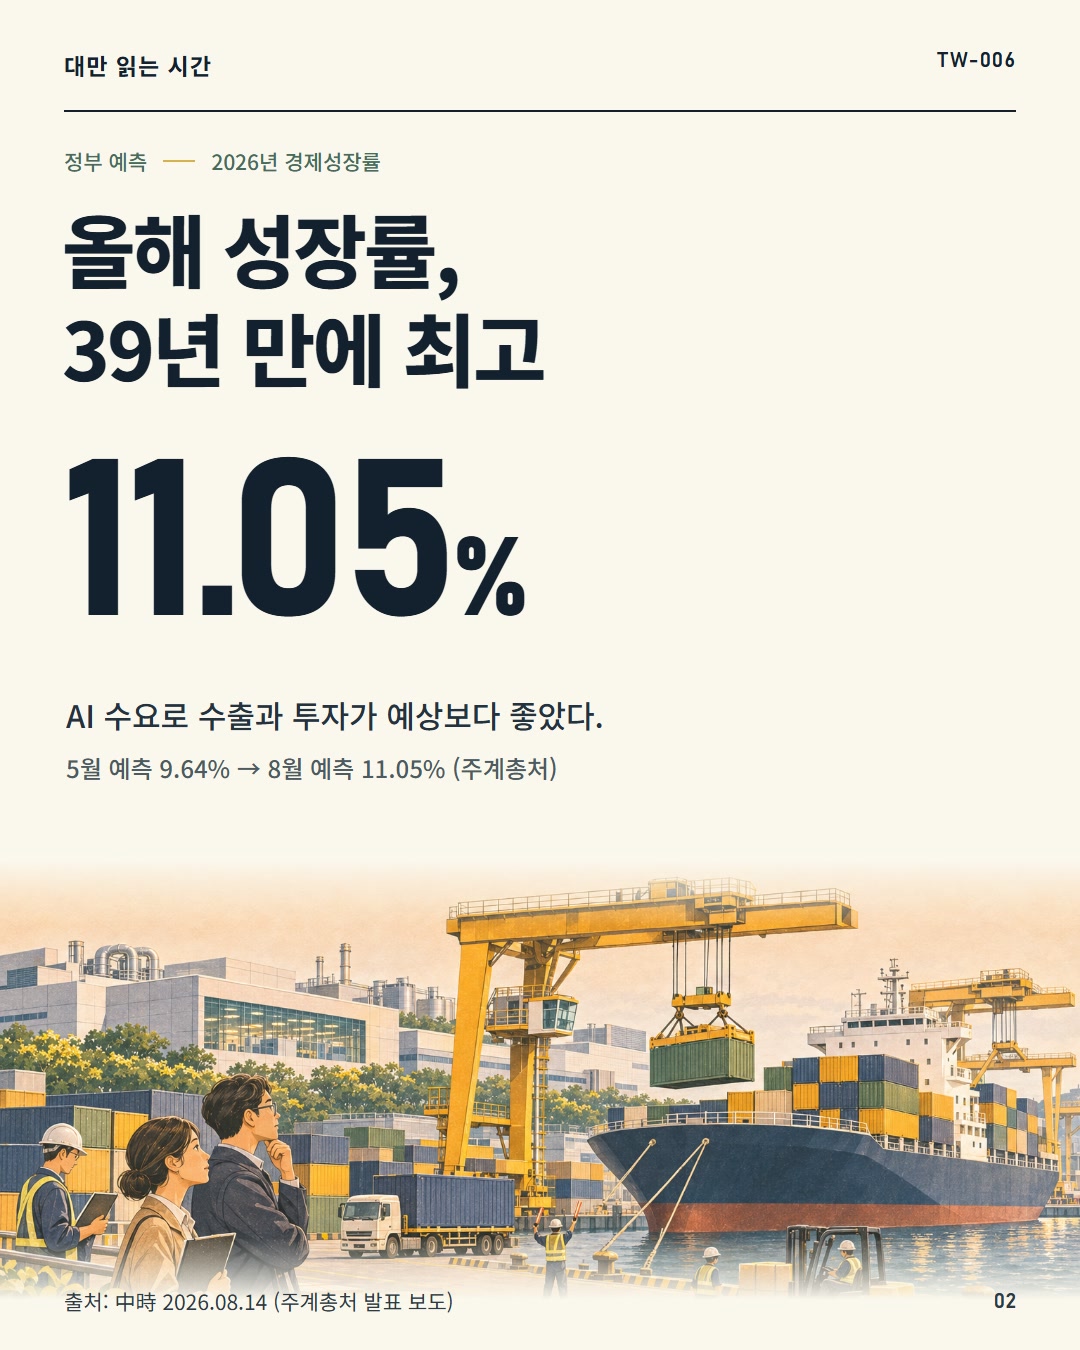 대만 읽는 시간
TW-006
정부 예측 — 2026년 경제성장률
올해 성장률,
39년 만에 최고
11.05%
AI 수요로 수출과 투자가 예상보다 좋았다.
5월 예측 9.64% → 8월 예측 11.05% (주계총처)
출처: 中時 2026.08.14 (주계총처 발표 보도)
02